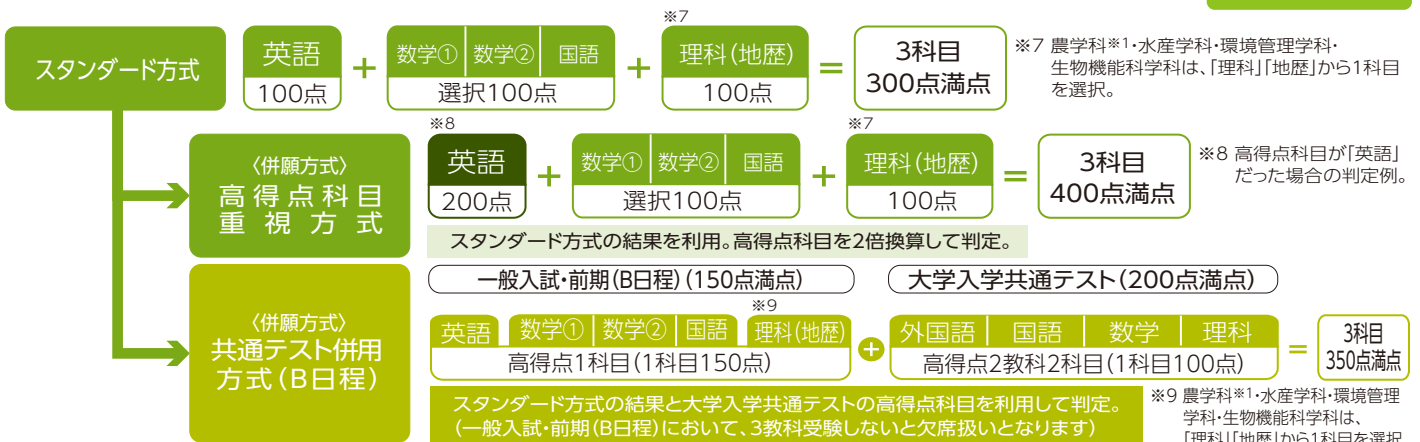 スタンダード方式
英語
100点
+
数学① 数学② 国語
選択100点
+
※7
理科(地歴)
100点
=
3科目
300点満点
※7 農学科※1・水産学科・環境管理学科・
生物機能科学科は、「理科」「地歴」から1科目
を選択。
〈併願方式〉
高得点科目
重視方式
※8
英語
200点
+
数学① 数学② 国語
選択100点
+
※7
理科(地歴)
100点
=
3科目
400点満点
※8 高得点科目が「英語」
だった場合の判定例。
スタンダード方式の結果を利用。高得点科目を2倍換算して判定。
〈併願方式〉
共通テスト併用
方式(B日程)
一般入試・前期(B日程)(150点満点)
大学入学共通テスト(200点満点)
※9
英語 数学① 数学② 国語 理科(地歴)
高得点1科目(1科目150点)
+
外国語 国語 数学 理科
高得点2教科2科目(1科目100点)
=
3科目
350点満点
スタンダード方式の結果と大学入学共通テストの高得点科目を利用して判定。
(一般入試・前期(B日程)において、3教科受験しないと欠席扱いとなります)
※9 農学科※1・水産学科・環境管理
学科・生物機能科学科は、
「理科」「地歴」から1科目を選択